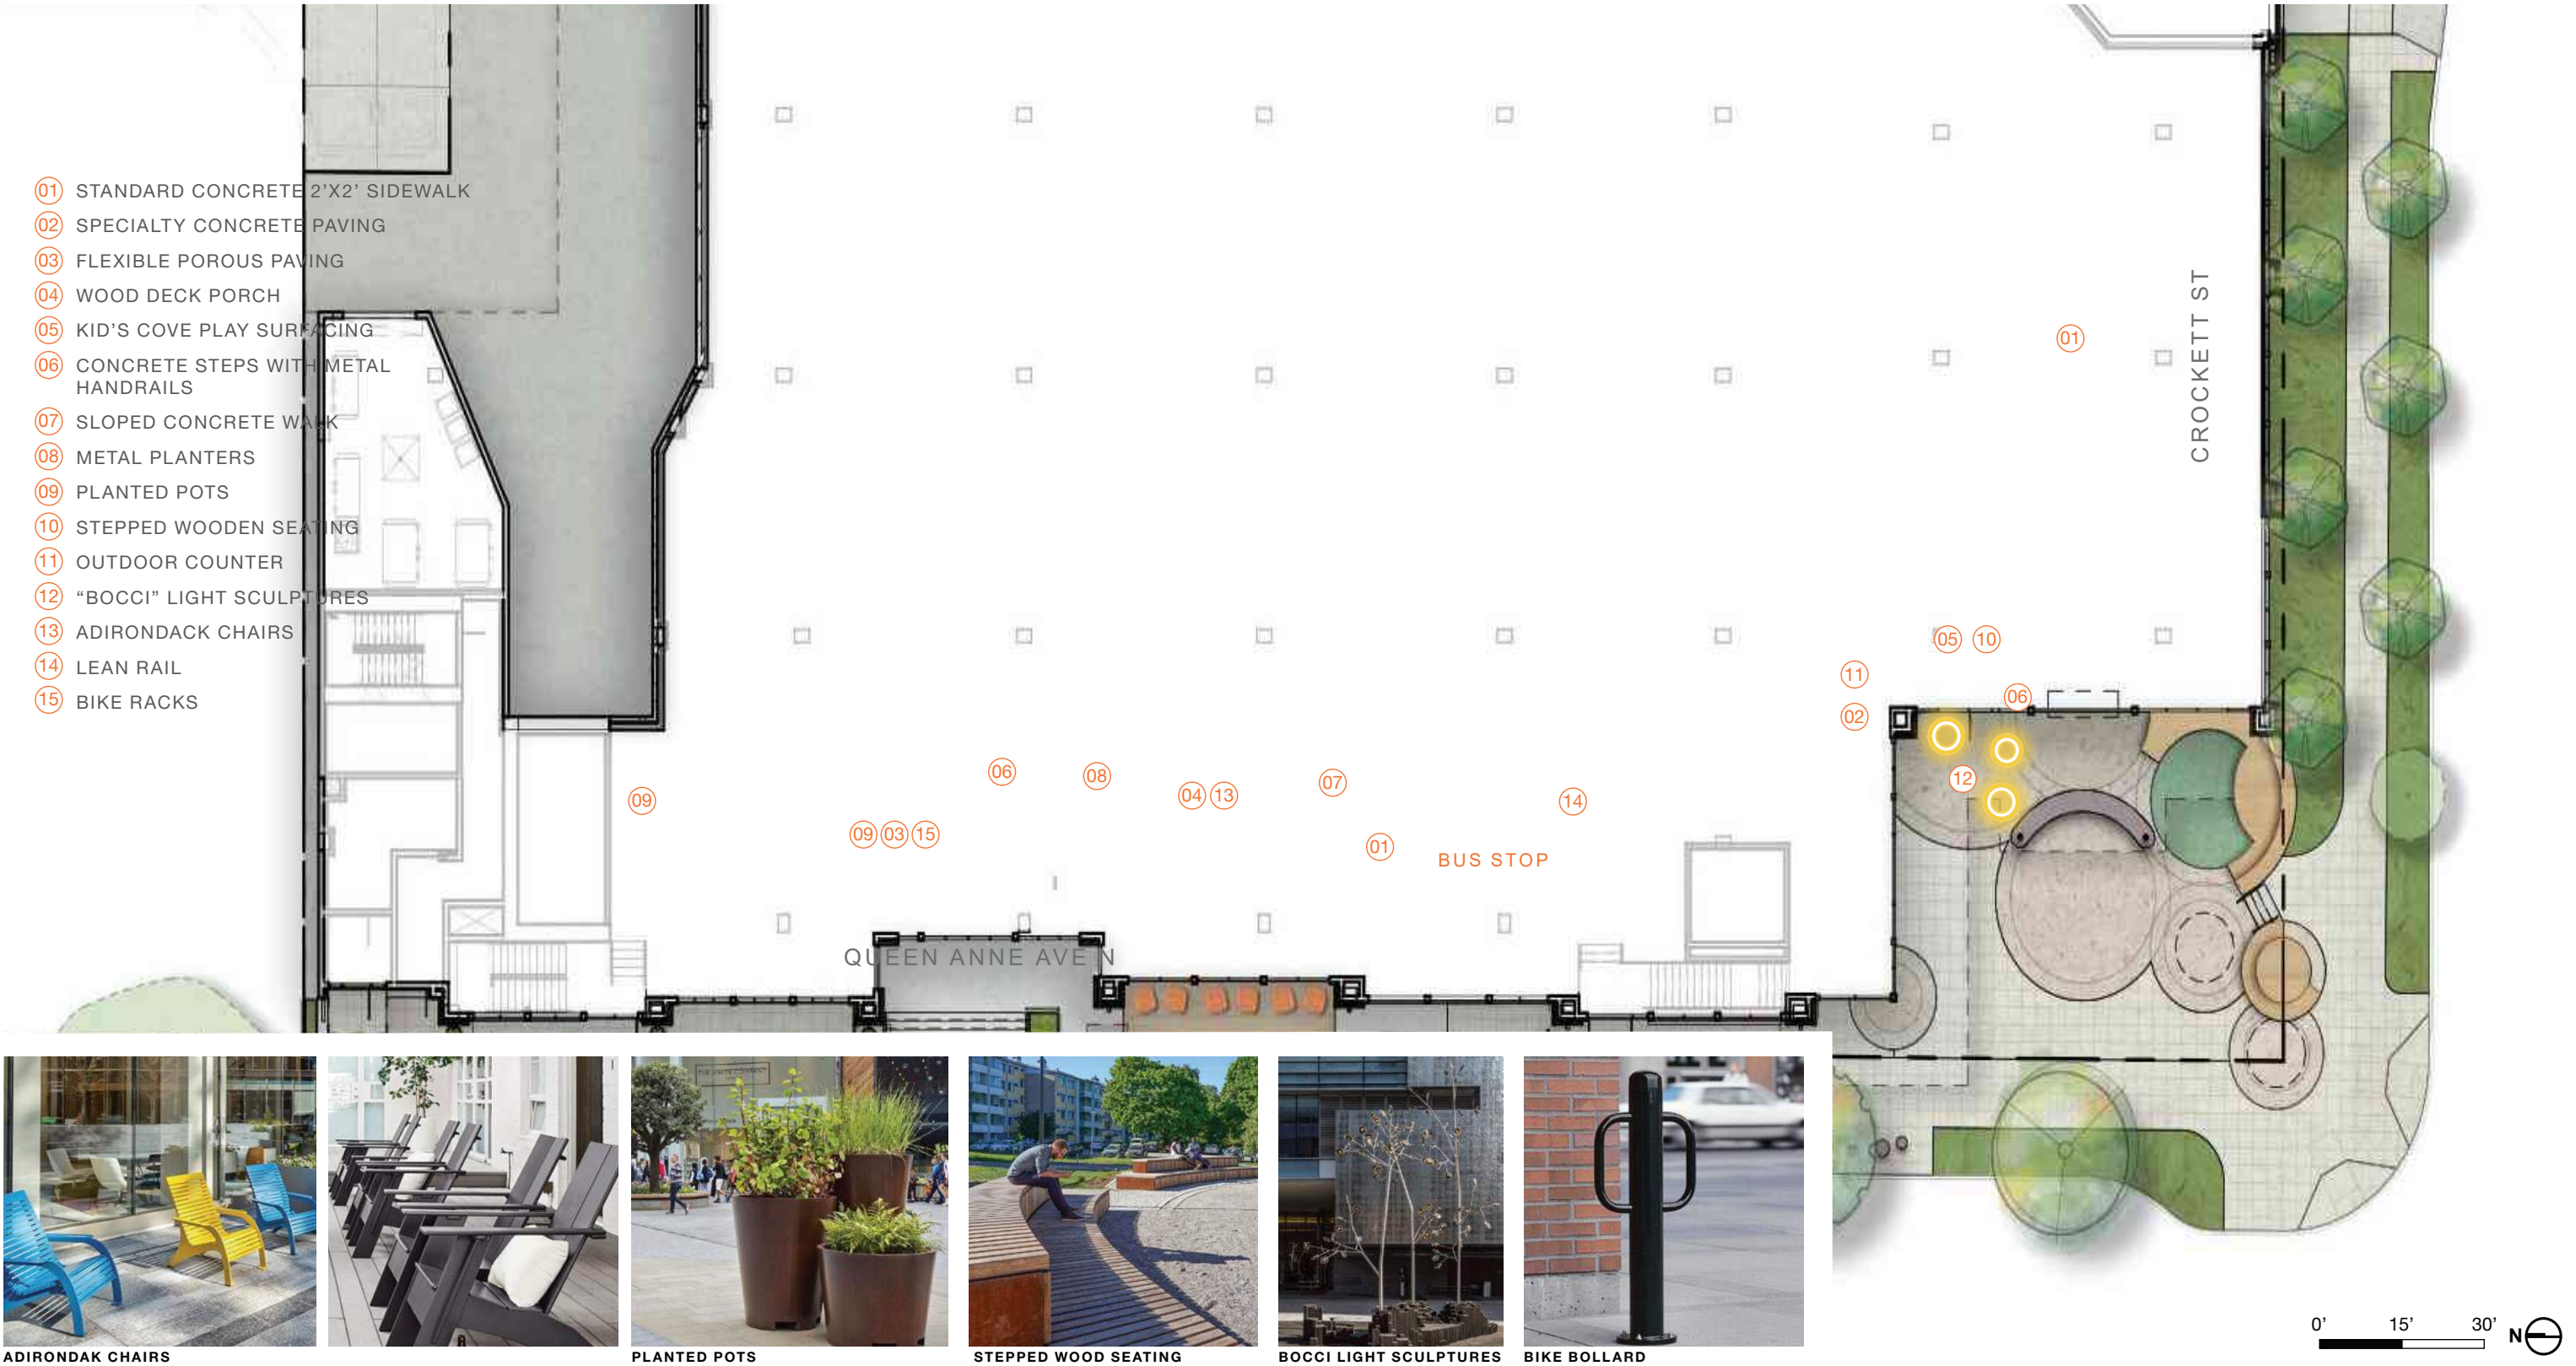 01 STANDARD CONCRETE 2’X2’ SIDEWALK
02 SPECIALTY CONCRETE PAVING
03 FLEXIBLE POROUS PAVING
04 WOOD DECK PORCH
05 KID’S COVE PLAY SURFACING
06 CONCRETE STEPS WITH METAL
HANDRAILS
07 SLOPED CONCRETE WALK
08 METAL PLANTERS
09 PLANTED POTS
10 STEPPED WOODEN SEATING
11 OUTDOOR COUNTER
12 “BOCCI” LIGHT SCULPTURES
13 ADIRONDACK CHAIRS
14 LEAN RAIL
15 BIKE RACKS
CROCKETT ST
01
05 10
11
06
02
12
06
08
04 13
07
14
09
09 03 15
01
BUS STOP
QUEEN ANNE AVE N
ADIRONDAK CHAIRS
PLANTED POTS
STEPPED WOOD SEATING
BOCCI LIGHT SCULPTURES
BIKE BOLLARD
0’ 15’ 30’
N